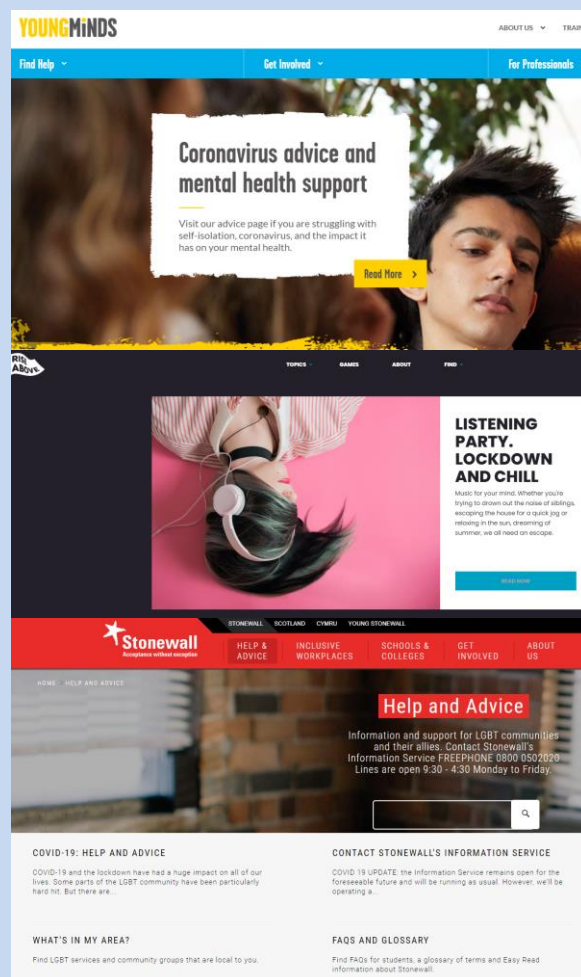 YOUNGMiNDS
ABOUT US
TRAIN
Find Help
Get Involved
For Professionals
Coronavirus advice and
mental health support
Visit our advice page if you are struggling with
self-isolation, coronavirus, and the impact it
has on your mental health.
Read More
RISE
ABOVE
TOPICS
GAMES
ABOUT
FIND
LISTENING
PARTY.
LOCKDOWN
AND CHILL
Music for your mind. Whether you're
trying to drown out the noise of siblings,
escaping the house for a quick jog or
relaxing in the sun, dreaming of
summer, we all need an escape.
READ NOW
STONEWALL SCOTLAND CYMRU YOUNG STONEWALL
Stonewall
Acceptance without exception
HELP &
ADVICE
INCLUSIVE
WORKPLACES
SCHOOLS &
COLLEGES
GET
INVOLVED
ABOUT
US
HOME / HELP AND ADVICE
Help and Advice
Information and support for LGBT communities
and their allies. Contact Stonewall's
Information Service FREEPHONE 0800 0502020
Lines are open 9:30 - 4:30 Monday to Friday.
COVID-19: HELP AND ADVICE
COVID-19 and the lockdown have had a huge impact on all of our
lives. Some parts of the LGBT community have been particularly
hard hit. But there are...
CONTACT STONEWALL'S INFORMATION SERVICE
COVID 19 UPDATE: the Information Service remains open for the
foreseeable future and will be running as usual. However, we'll be
operating a...
WHAT'S IN MY AREA?
Find LGBT services and community groups that are local to you.
FAQS AND GLOSSARY
Find FAQs for students, a glossary of terms and Easy Read
information about Stonewall.